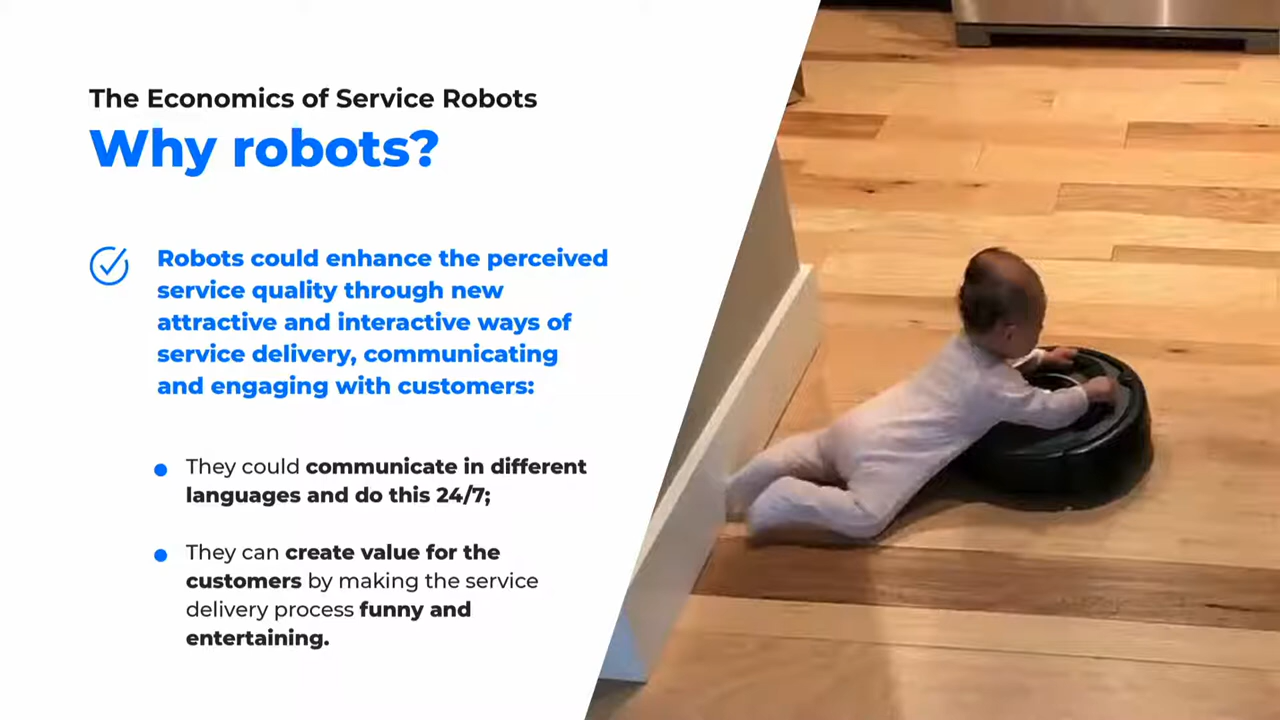 The Economics of Service Robots
Why robots?
Robots could enhance the perceived
service quality through new
attractive and interactive ways of
service delivery, communicating
and engaging with customers:
They could communicate in different
languages and do this 24/7;
They can create value for the
customers by making the service
delivery process funny and
entertaining.